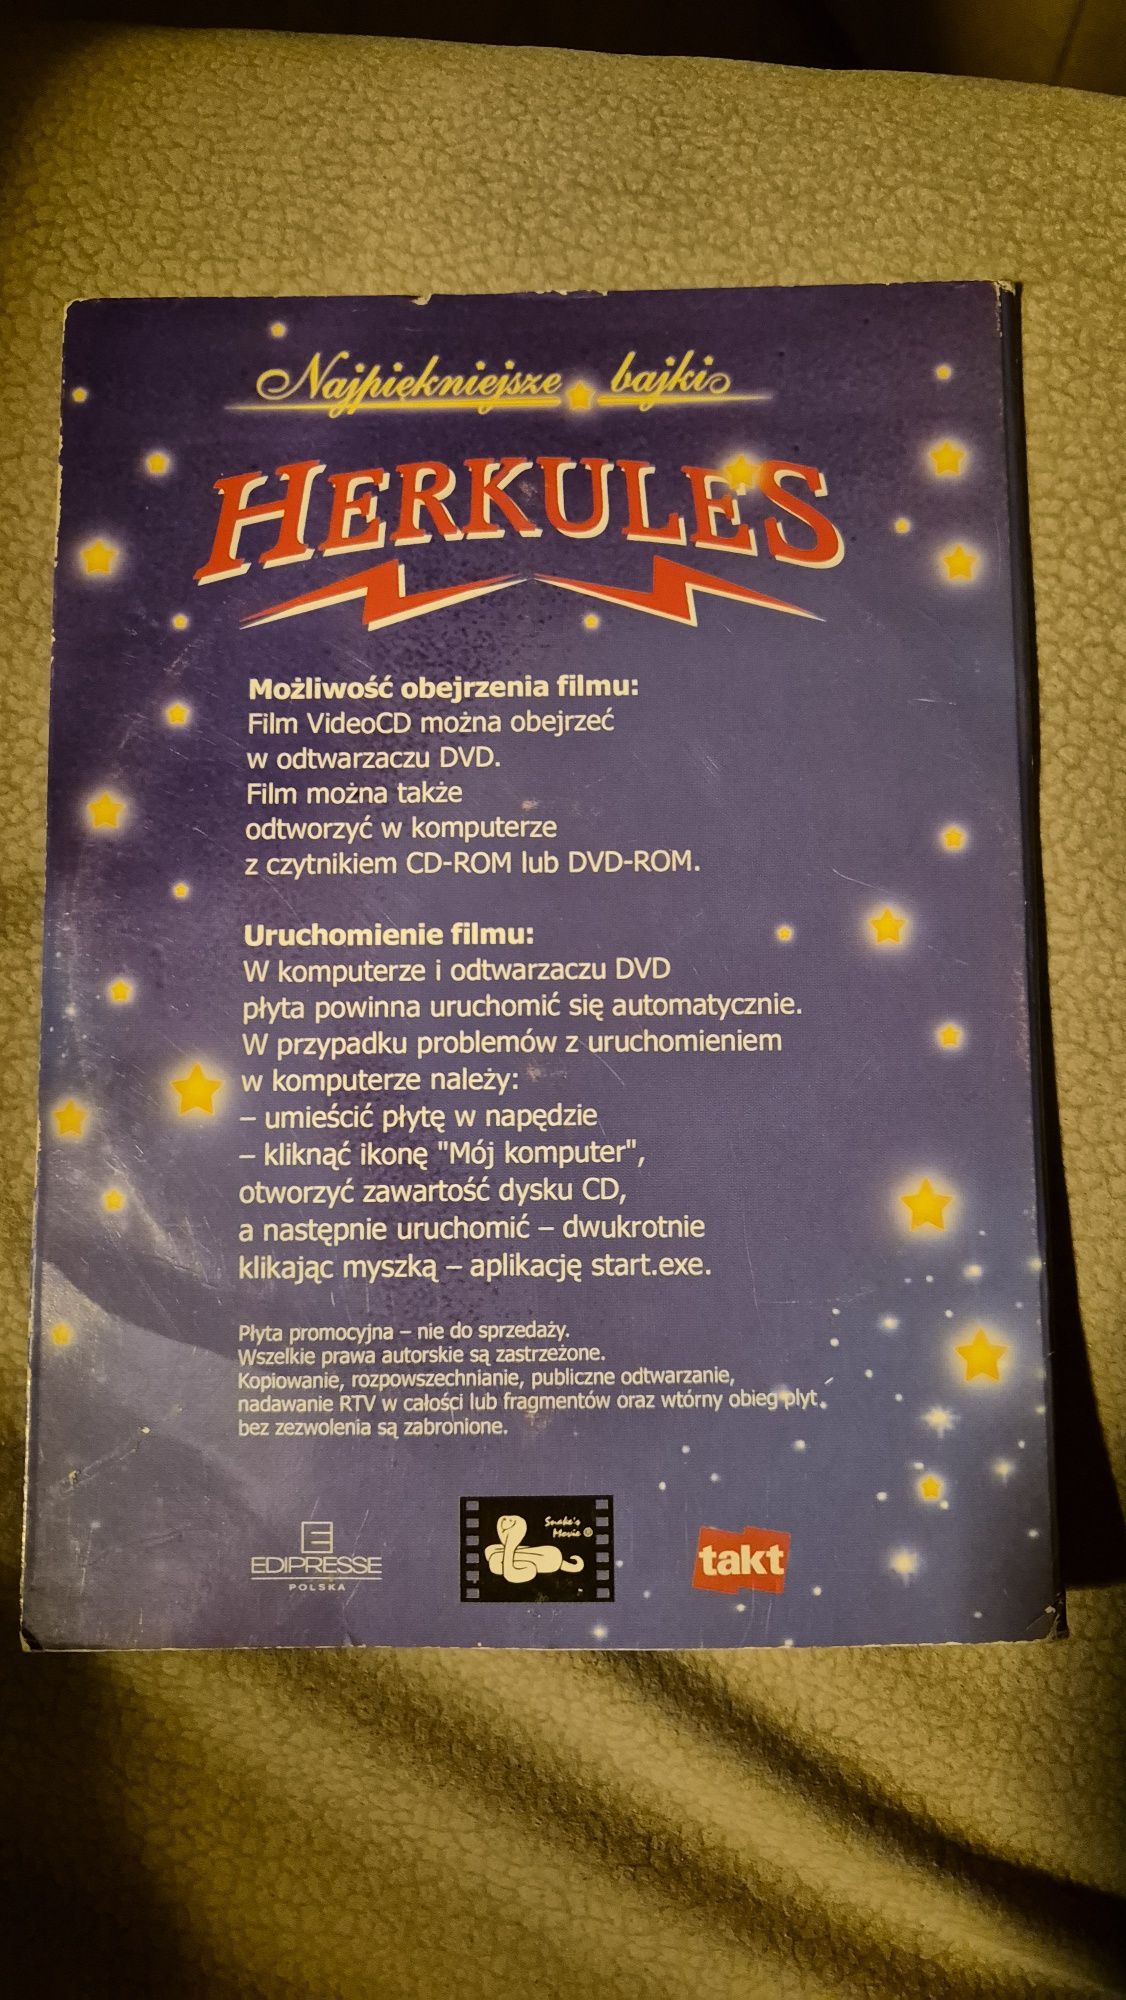 Najpiękniejsze bajki
HERKULES
Możliwość obejrzenia filmu:
Film VideoCD można obejrzeć
w odtwarzaczu DVD.
Film można także
odtworzyć w komputerze
z czytnikiem CD-ROM lub DVD-ROM.
Uruchomienie filmu:
W komputerze i odtwarzaczu DVD
płyta powinna uruchomić się automatycznie.
W przypadku problemów z uruchomieniem
w komputerze należy:
– umieścić płytę w napędzie
– kliknąć ikonę "Mój komputer",
otworzyć zawartość dysku CD,
a następnie uruchomić – dwukrotnie
klikając myszką – aplikację start.exe.
Płyta promocyjna – nie do sprzedaży.
Wszelkie prawa autorskie są zastrzeżone.
Kopiowanie, rozpowszechnianie, publiczne odtwarzanie,
nadawanie RTV w całości lub fragmentów oraz wtórny obieg płyt
bez zezwolenia są zabronione.
EDIPRESSE
POLSKA
Snake's
Movie ®
takt